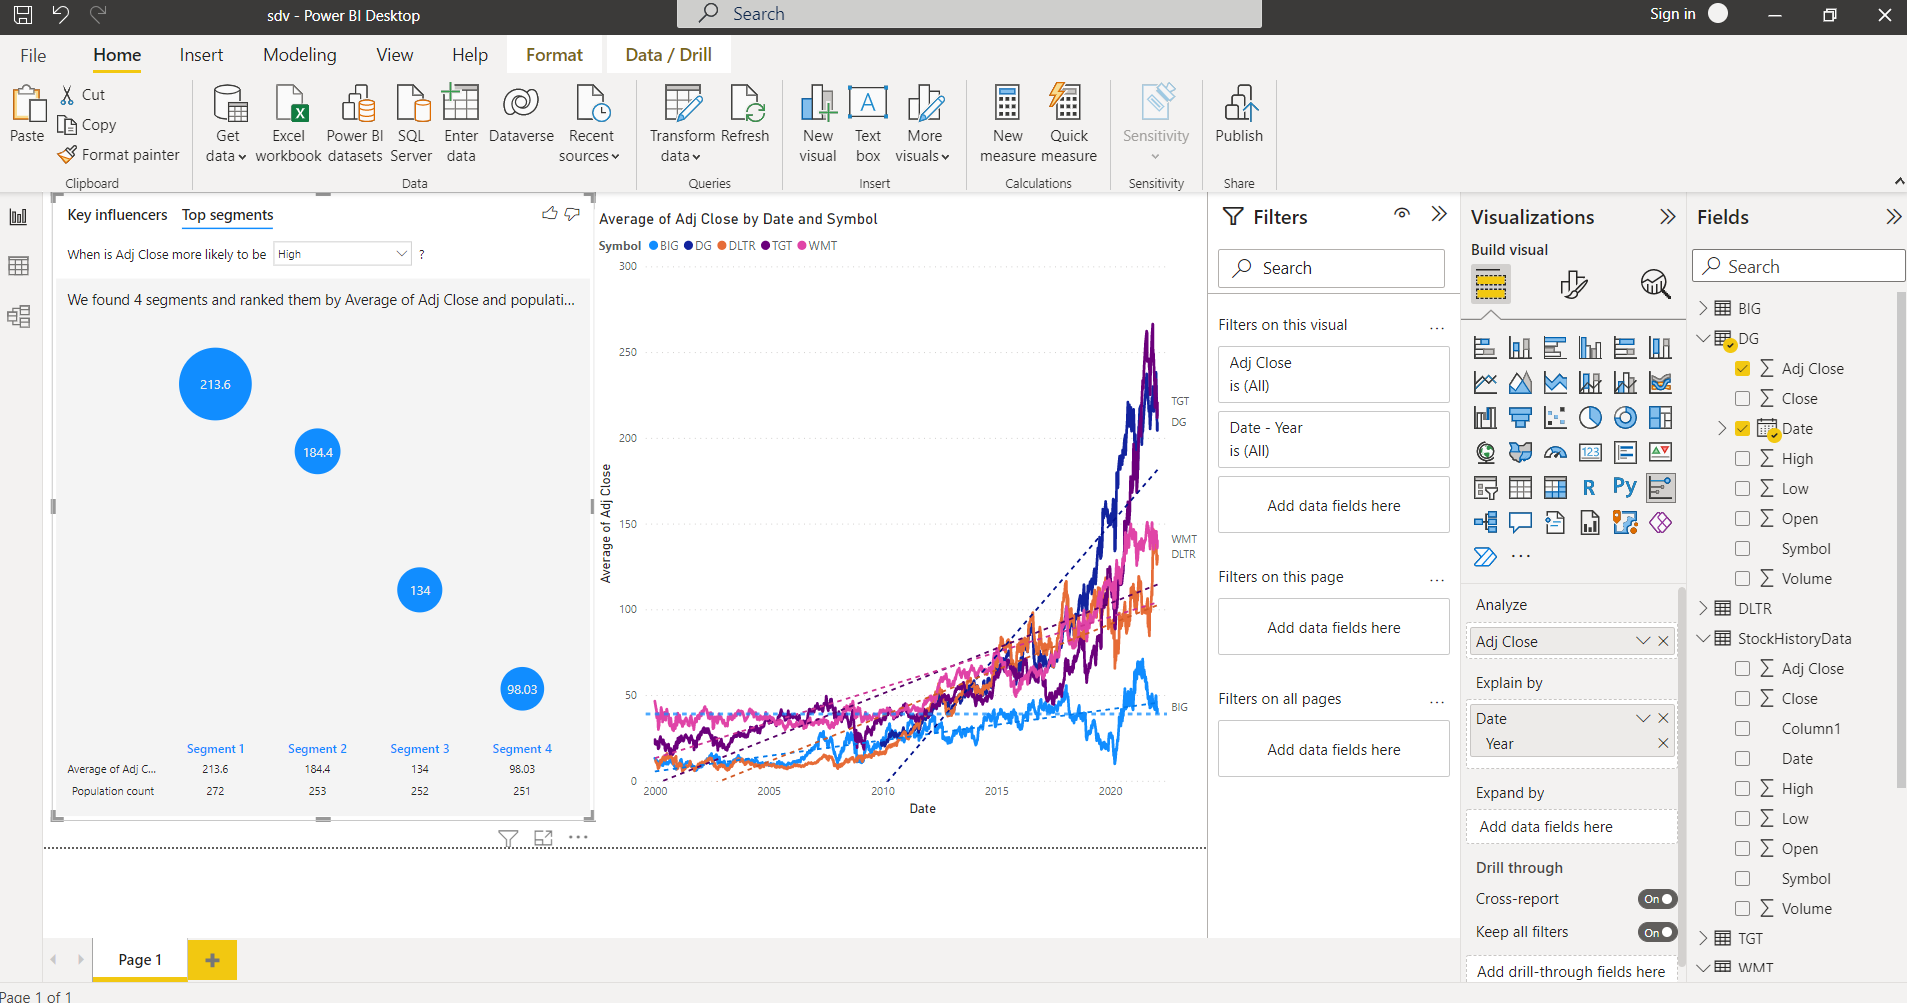 sdv - Power BI Desktop
Search
Sign in
File
Home
Insert
Modeling
View
Help
Format
Data / Drill
Paste
Cut
Copy
Format painter
Clipboard
Get
data
Excel
workbook
Power BI
datasets
SQL
Server
Enter
data
Dataverse
Recent
sources
Data
Transform
data
Refresh
Queries
New
visual
Text
box
More
visuals
Insert
New
measure
Quick
measure
Calculations
Sensitivity
Sensitivity
Publish
Share
Key influencers
Top segments
When is Adj Close more likely to be
High
?
We found 4 segments and ranked them by Average of Adj Close and populati...
213.6
184.4
134
98.03
Segment 1 Segment 2 Segment 3 Segment 4
Average of Adj C... 213.6 184.4 134 98.03
Population count 272 253 252 251
Average of Adj Close by Date and Symbol
Symbol BIG DG DLTR TGT WMT
300
250
200
150
100
50
0
Average of Adj Close
TGT
DG
WMT
DLTR
BIG
2000 2005 2010 2015 2020
Date
Filters
Search
Filters on this visual
...
Adj Close
is (All)
Date - Year
is (All)
Add data fields here
Filters on this page
...
Add data fields here
Filters on all pages
...
Add data fields here
Visualizations
Build visual
123
R
Py
...
Analyze
Adj Close
Explain by
Date
Year
Expand by
Add data fields here
Drill through
Cross-report
On
Keep all filters
On
Add drill-through fields here
Fields
Search
BIG
DG
Adj Close
Close
Date
High
Low
Open
Symbol
Volume
DLTR
StockHistoryData
Adj Close
Close
Column1
Date
High
Low
Open
Symbol
Volume
TGT
WMT
Page 1
Page 1 of 1